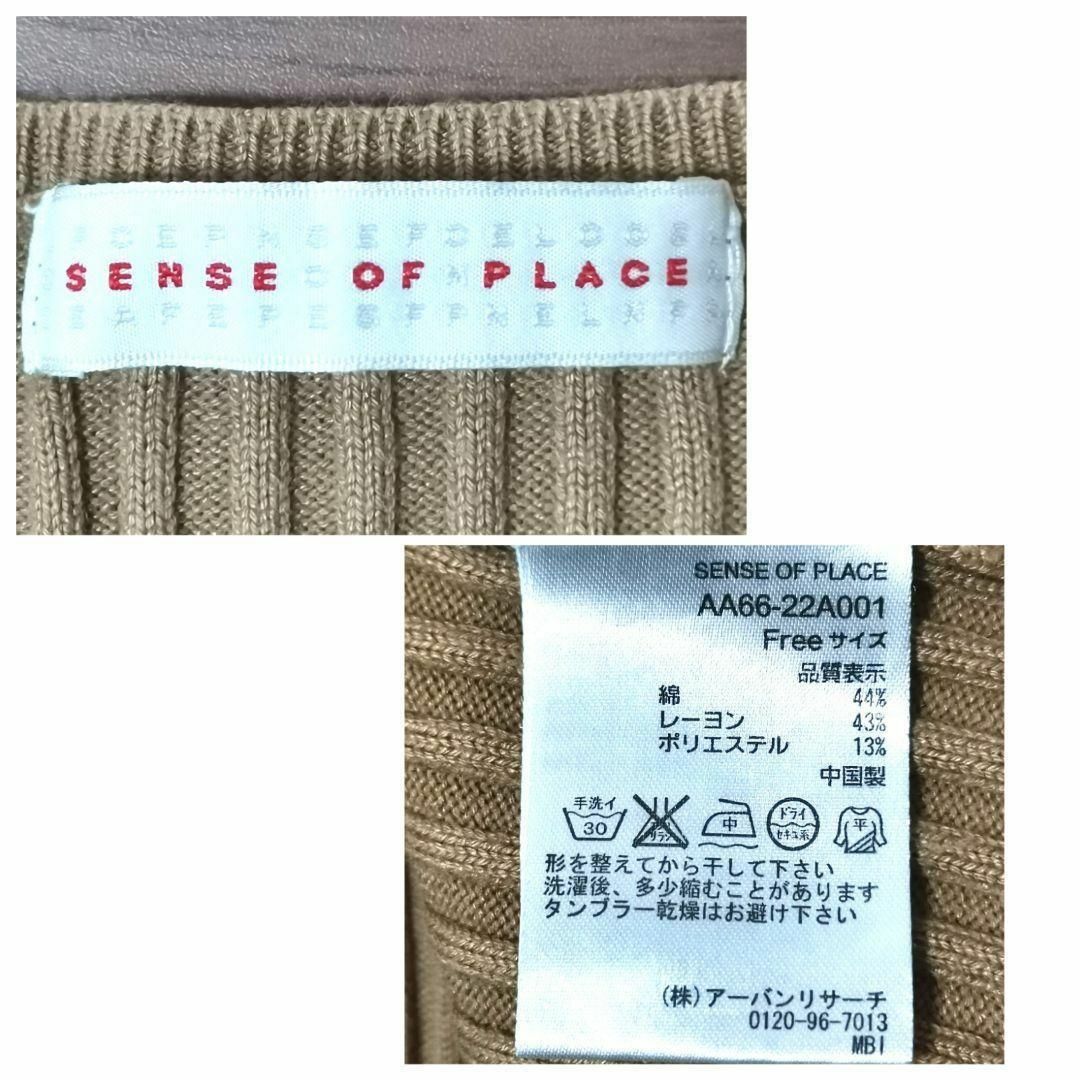 SENSE OF PLACE
SENSE OF PLACE
AA66-22A001
Free サイズ
品質表示
綿 44%
レーヨン 43%
ポリエステル 13%
中国製
手洗イ 30
中
ドライ セキユ系
平
形を整えてから干して下さい
洗濯後、多少縮むことがあります
タンブラー乾燥はお避け下さい
(株)アーバンリサーチ
0120-96-7013
MBI